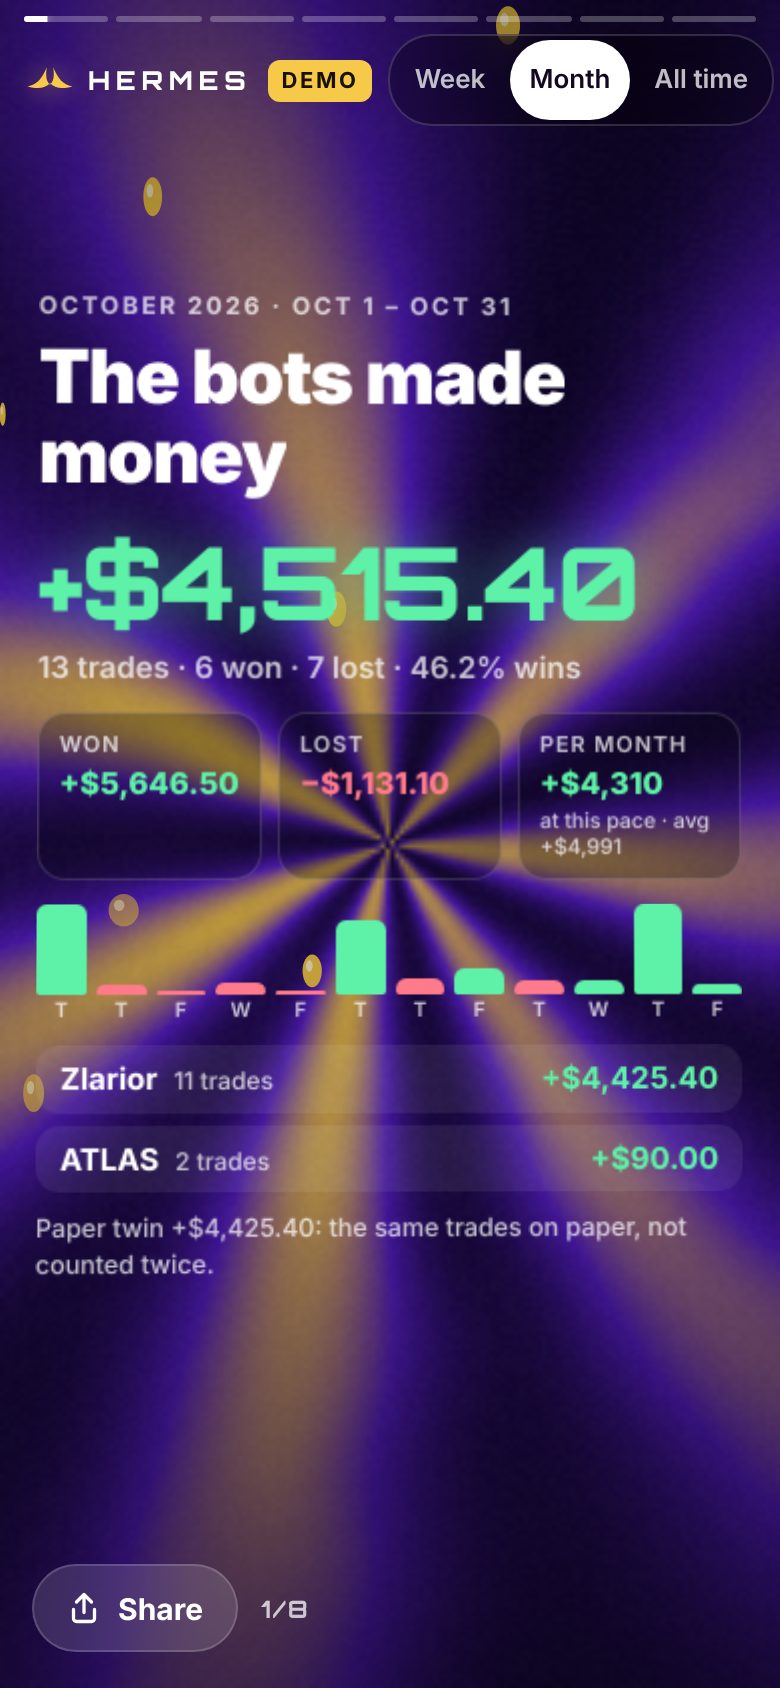 HERMES DEMO Week Month All time
OCTOBER 2026 · OCT 1 – OCT 31
The bots made
money
+$4,515.40
13 trades · 6 won · 7 lost · 46.2% wins
WON
+$5,646.50
LOST
−$1,131.10
PER MONTH
+$4,310
at this pace · avg
+$4,991
T T F W F T T F T W T F
Zlarior 11 trades +$4,425.40
ATLAS 2 trades +$90.00
Paper twin +$4,425.40: the same trades on paper, not
counted twice.
Share 1/8